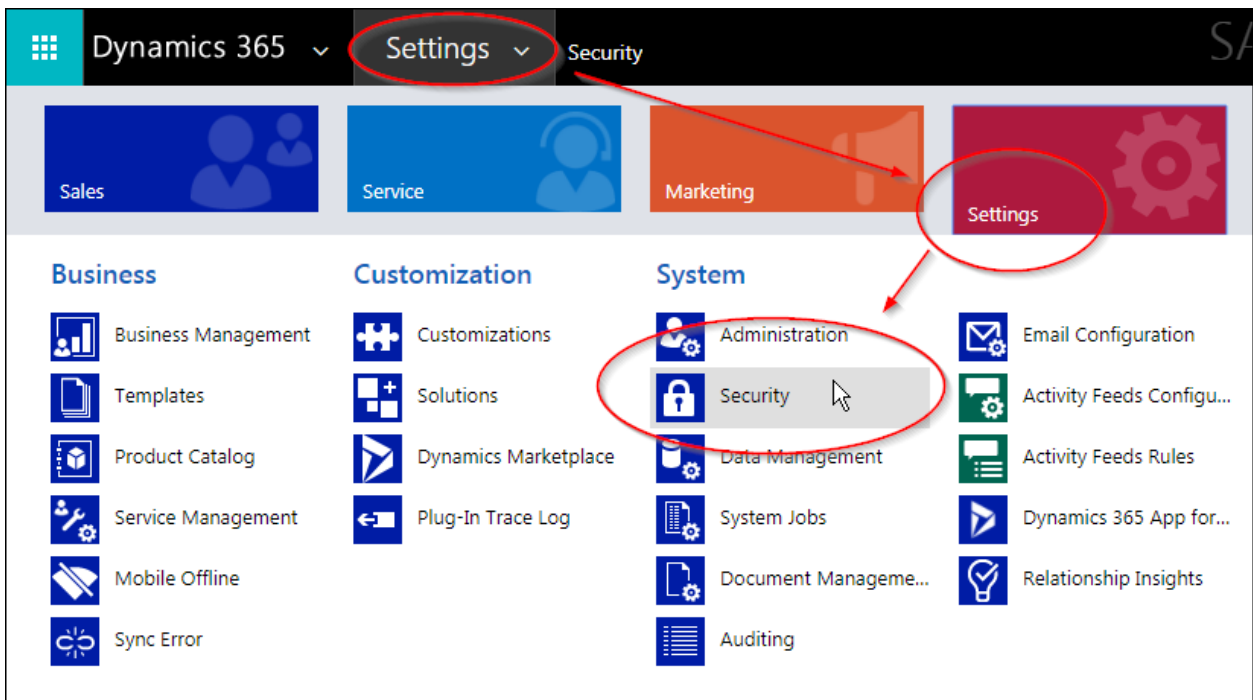 Dynamics 365 Settings Security
Sales
Service
Marketing
Settings
Business
Business Management
Templates
Product Catalog
Service Management
Mobile Offline
Sync Error
Customization
Customizations
Solutions
Dynamics Marketplace
Plug-In Trace Log
System
Administration
Security
Data Management
System Jobs
Document Manageme...
Auditing
Email Configuration
Activity Feeds Configu...
Activity Feeds Rules
Dynamics 365 App for...
Relationship Insights